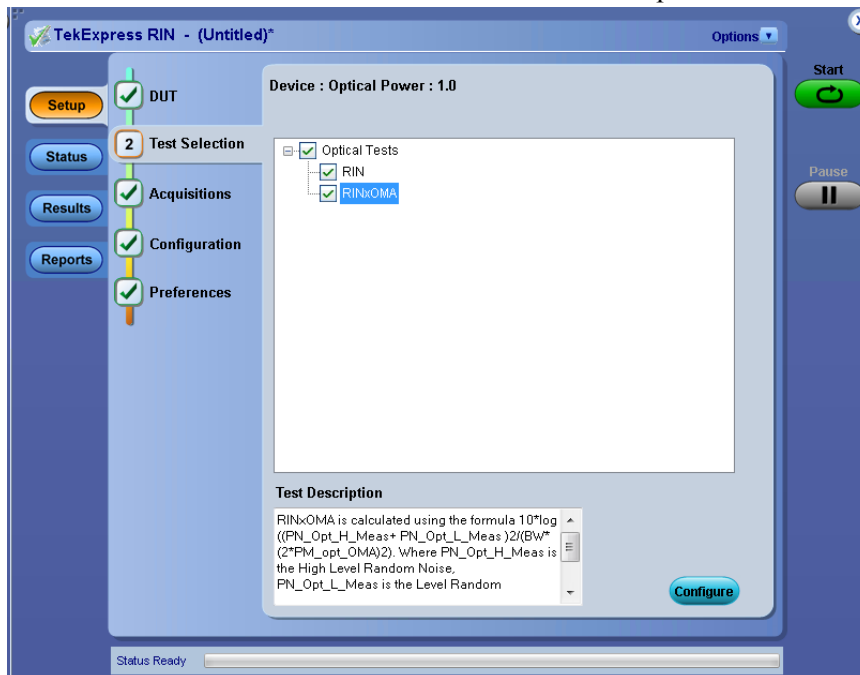 TekExpress RIN - (Untitled)*
Options
Start
Setup
DUT
Device : Optical Power : 1.0
2 Test Selection
Optical Tests
Status
RIN
Pause
Acquisitions
RINxOMA
Results
Configuration
Reports
Preferences
Test Description
RINxOMA is calculated using the formula 10*log
((PN_Opt_H_Meas+ PN_Opt_L_Meas )2/(BW*
(2*PM_opt_OMA)2). Where PN_Opt_H_Meas is
the High Level Random Noise,
PN_Opt_L_Meas is the Level Random
Configure
Status Ready